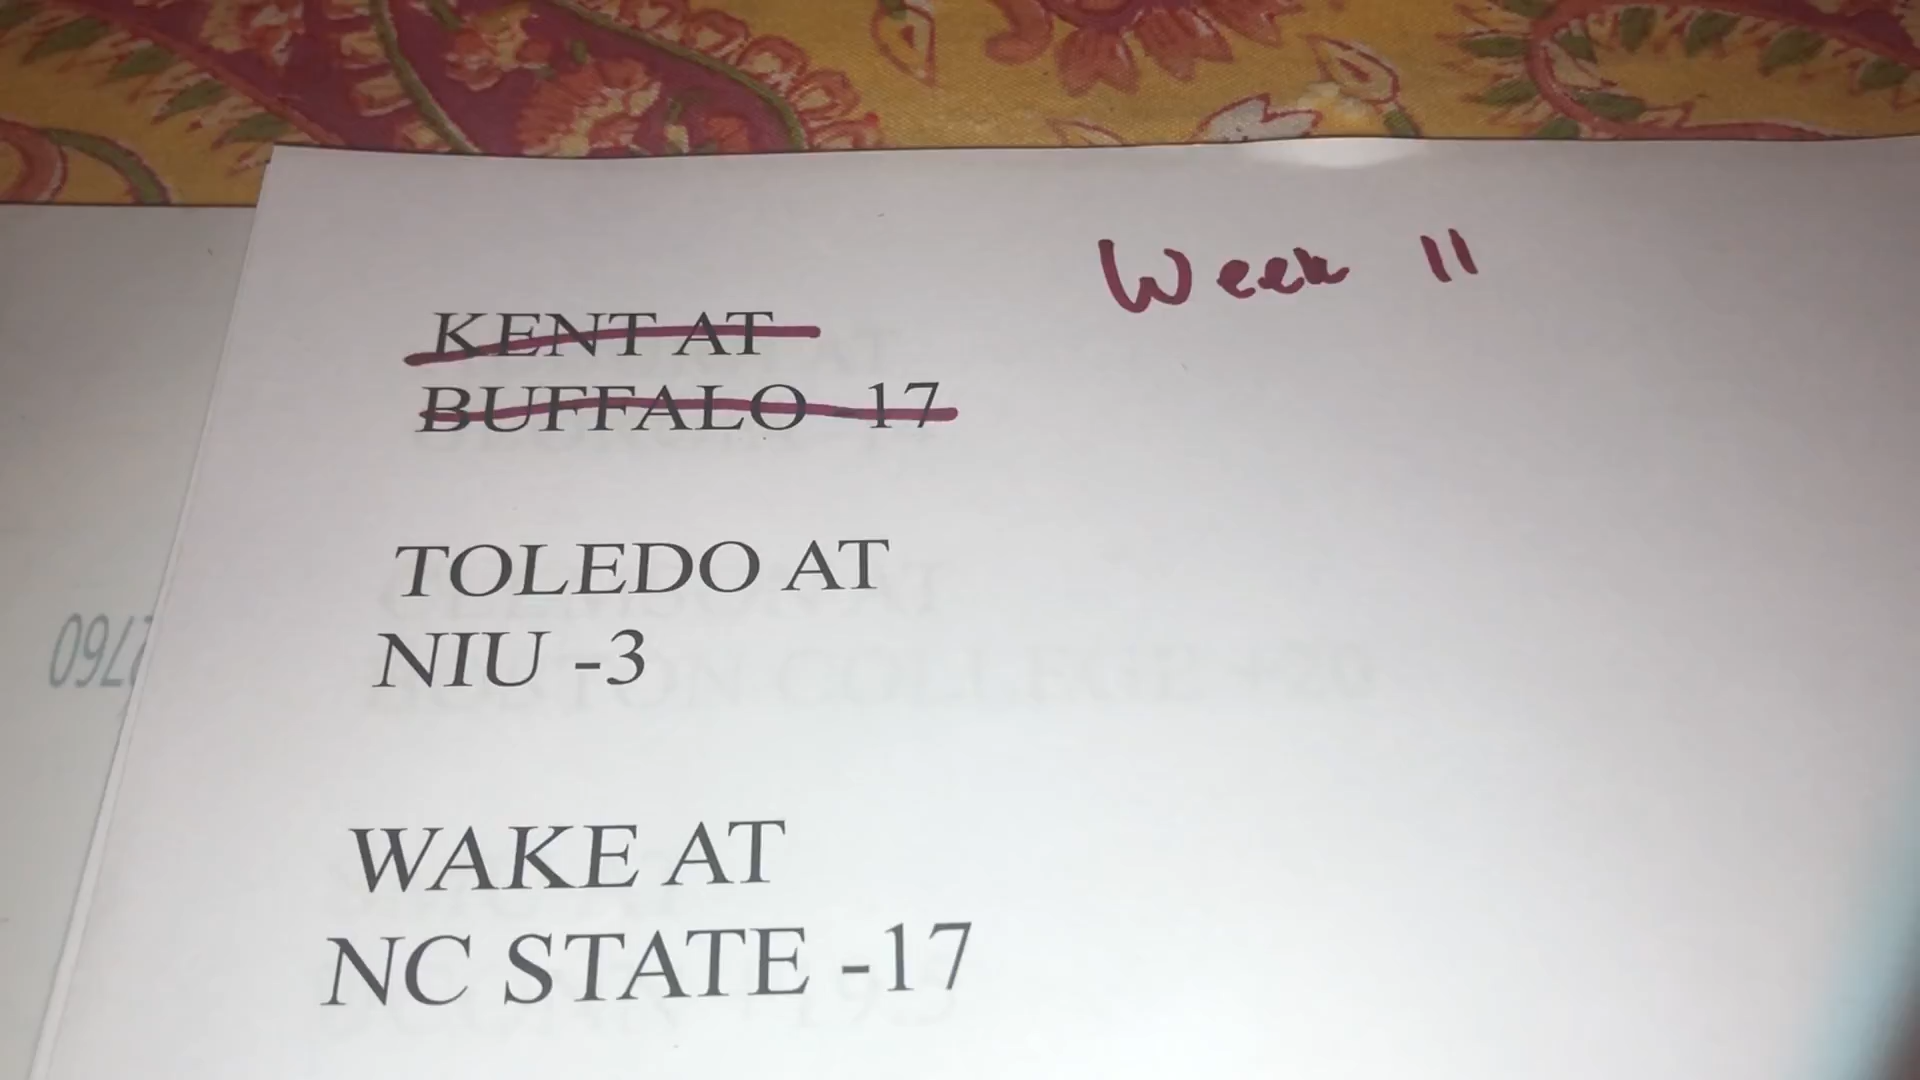 Week 11
KENT AT
BUFFALO -17
TOLEDO AT
NIU -3
WAKE AT
NC STATE -17